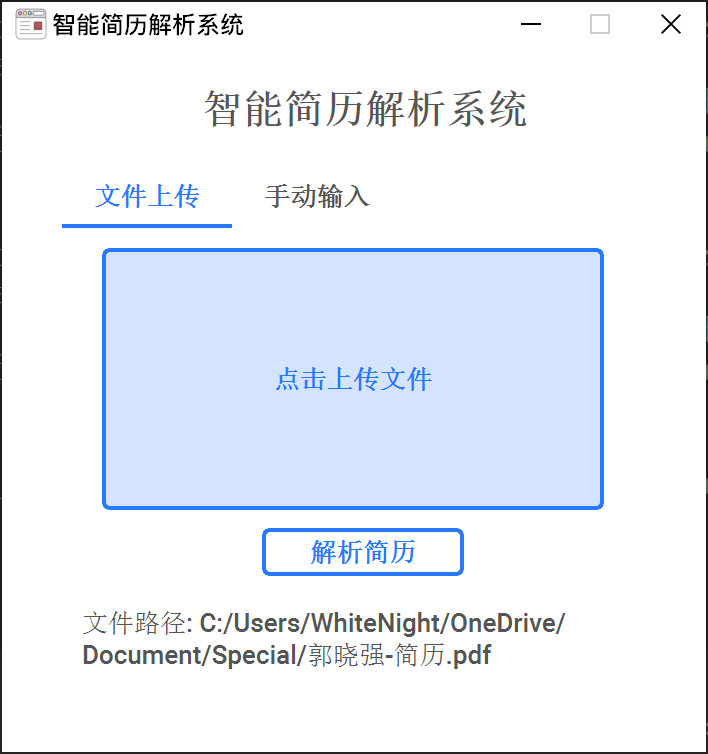 智能简历解析系统
智能简历解析系统
文件上传 手动输入
点击上传文件
解析简历
文件路径: C:/Users/WhiteNight/OneDrive/
Document/Special/郭晓强-简历.pdf